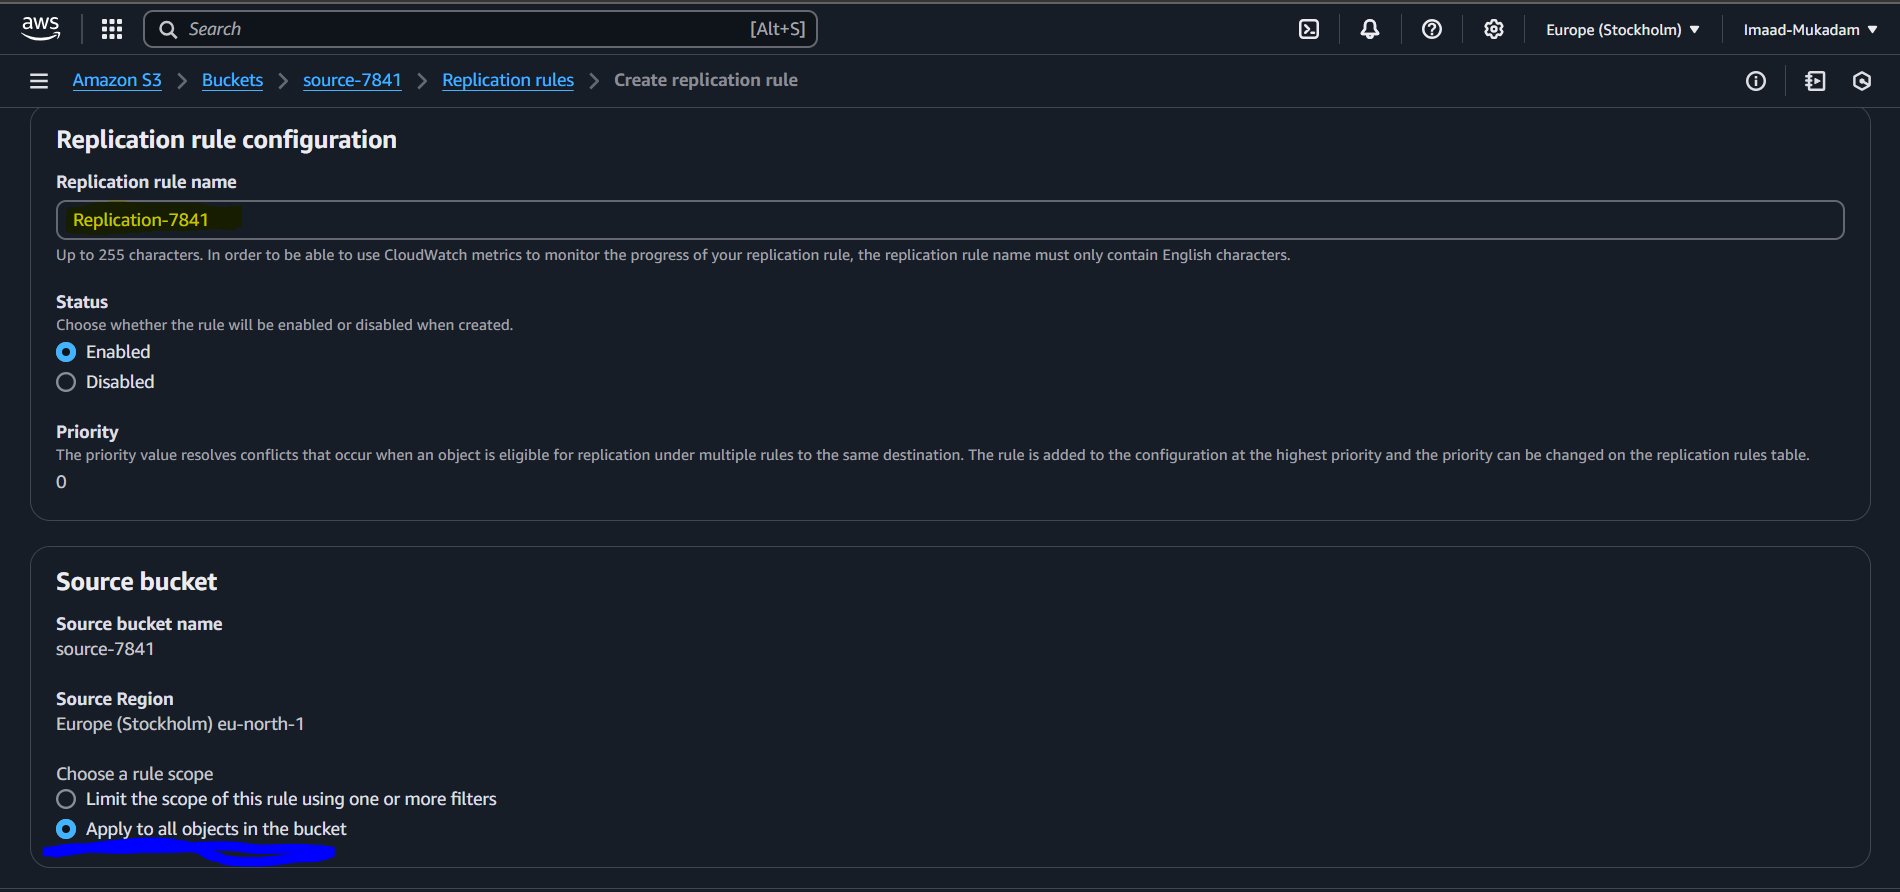 aws Search [Alt+S] Europe (Stockholm) Imaad-Mukadam
Amazon S3 Buckets source-7841 Replication rules Create replication rule
Replication rule configuration
Replication rule name
Replication-7841
Up to 255 characters. In order to be able to use CloudWatch metrics to monitor the progress of your replication rule, the replication rule name must only contain English characters.
Status
Choose whether the rule will be enabled or disabled when created.
Enabled
Disabled
Priority
The priority value resolves conflicts that occur when an object is eligible for replication under multiple rules to the same destination. The rule is added to the configuration at the highest priority and the priority can be changed on the replication rules table.
0
Source bucket
Source bucket name
source-7841
Source Region
Europe (Stockholm) eu-north-1
Choose a rule scope
Limit the scope of this rule using one or more filters
Apply to all objects in the bucket